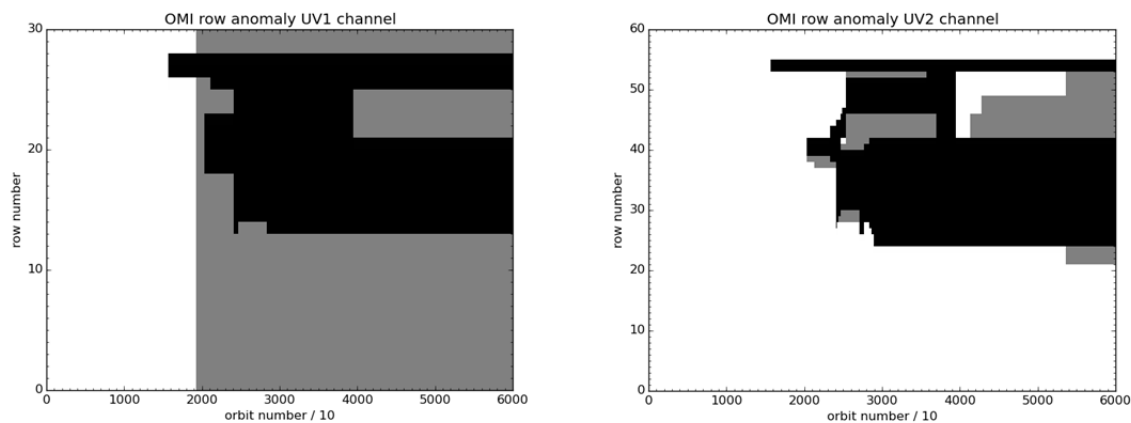 OMI row anomaly UV1 channel
30
20
10
0
row number
0 1000 2000 3000 4000 5000 6000
orbit number / 10
OMI row anomaly UV2 channel
60
50
40
30
20
10
0
row number
0 1000 2000 3000 4000 5000 6000
orbit number / 10